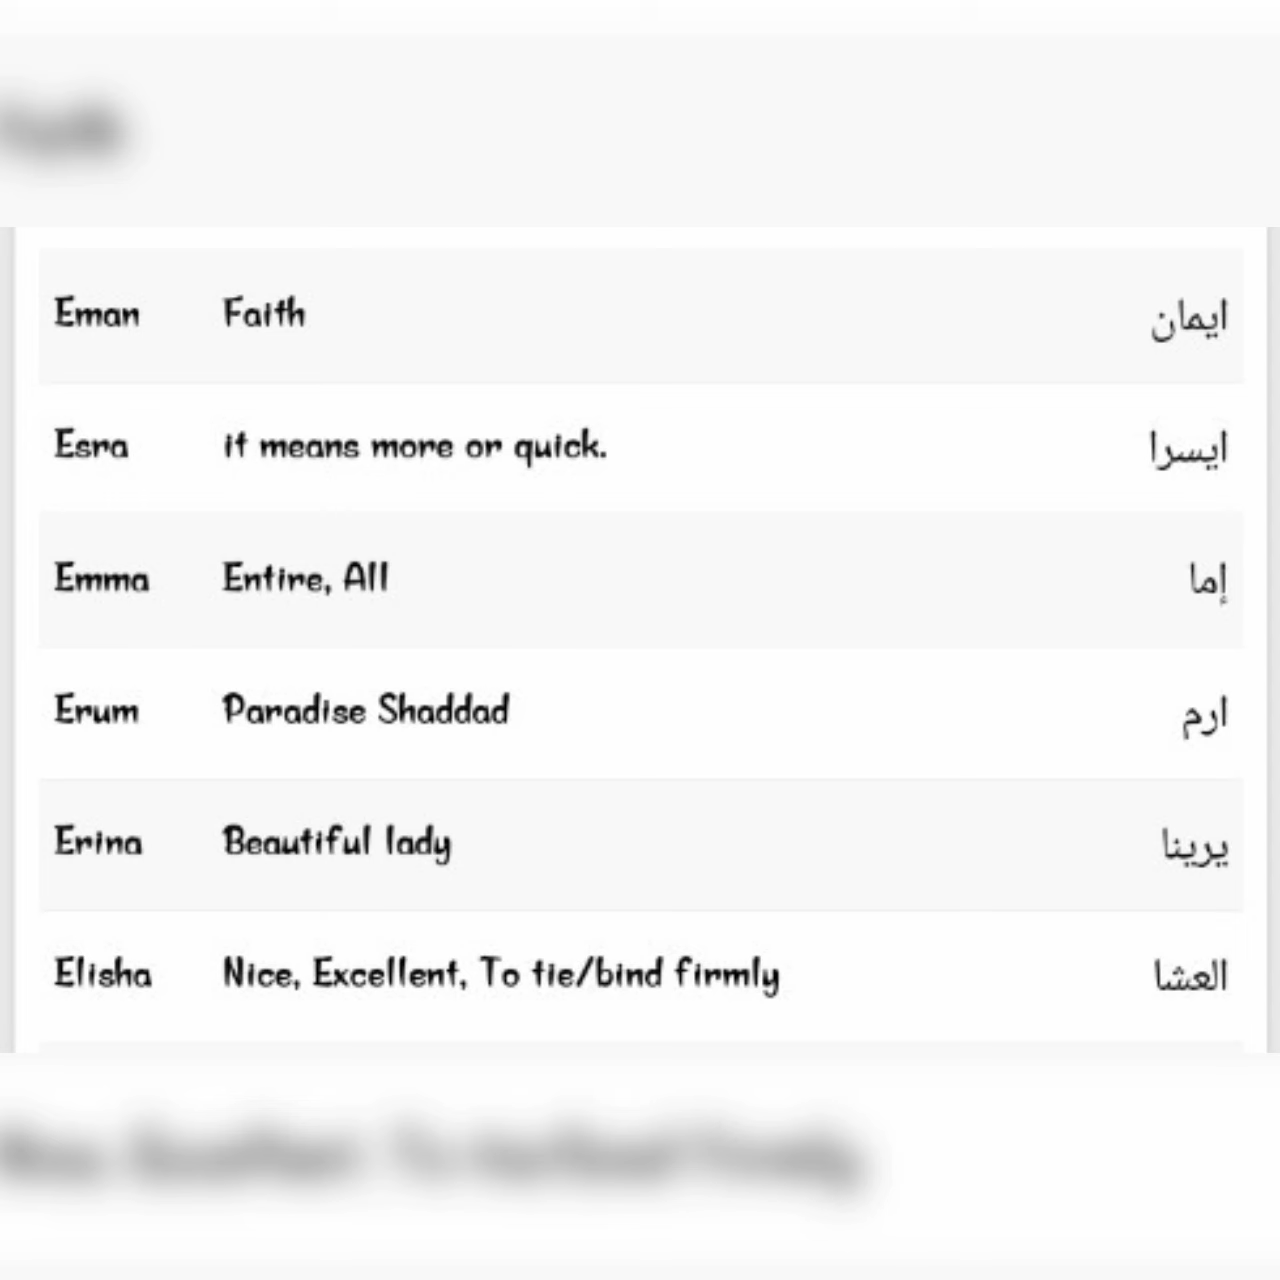 Eman Faith ايمان
Esra it means more or quick. ايسرا
Emma Entire, All إما
Erum Paradise Shaddad ارم
Erina Beautiful lady يرينا
Elisha Nice, Excellent, To tie/bind firmly العشا